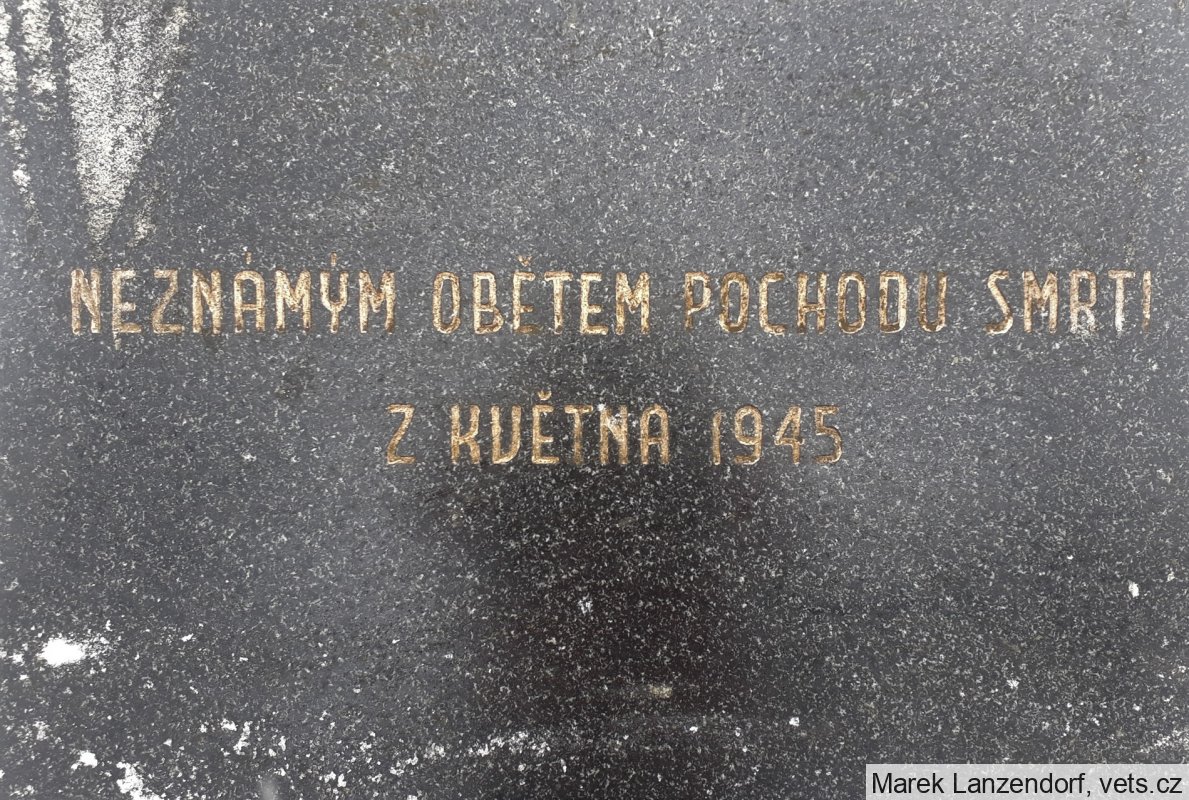 NEZNÁMÝM OBĚTEM POCHODU SMRTI
Z KVĚTNA 1945
Marek Lanzendorf, vets.cz